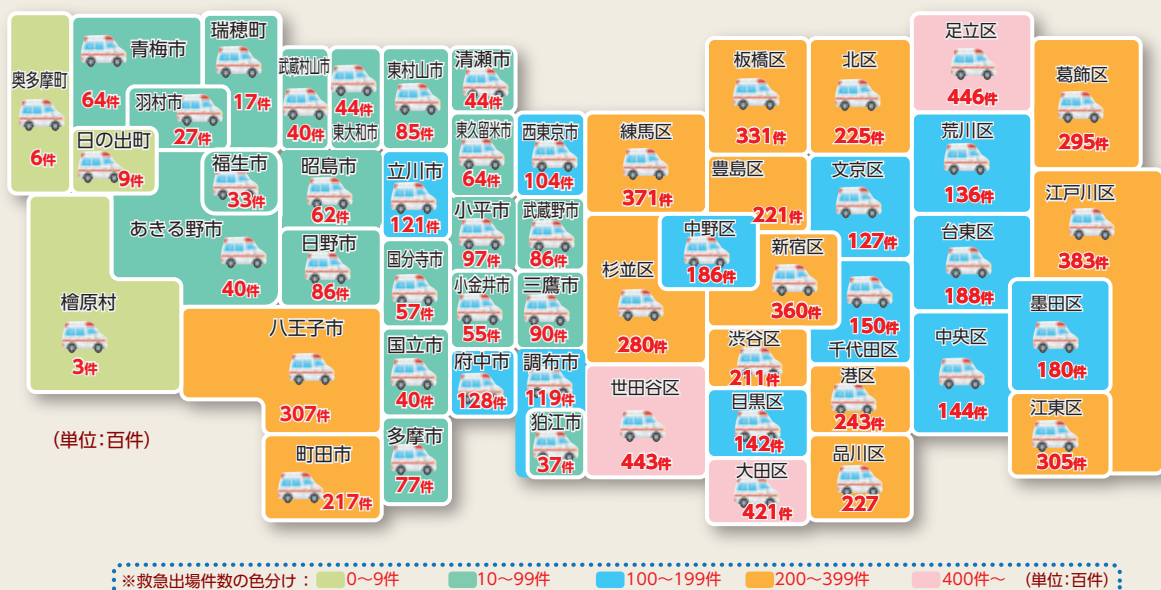 奥多摩町
6件
青梅市
64件
瑞穂町
17件
羽村市
27件
日の出町
9件
武蔵村山市
40件
44件
東大和市
東村山市
85件
清瀬市
44件
福生市
33件
昭島市
62件
立川市
121件
東久留米市
64件
西東京市
104件
あきる野市
40件
日野市
86件
国分寺市
57件
小平市
97件
武蔵野市
86件
檜原村
3件
小金井市
55件
三鷹市
90件
八王子市
307件
国立市
40件
府中市
128件
調布市
119件
狛江市
37件
町田市
217件
多摩市
77件
練馬区
371件
板橋区
331件
北区
225件
足立区
446件
葛飾区
295件
荒川区
136件
豊島区
221件
文京区
127件
江戸川区
383件
中野区
186件
新宿区
360件
台東区
188件
杉並区
280件
150件
千代田区
墨田区
180件
渋谷区
211件
中央区
144件
世田谷区
443件
目黒区
142件
港区
243件
江東区
305件
大田区
421件
品川区
227
(単位:百件)
※救急出場件数の色分け: 0〜9件 10〜99件 100〜199件 200〜399件 400件〜 (単位:百件)